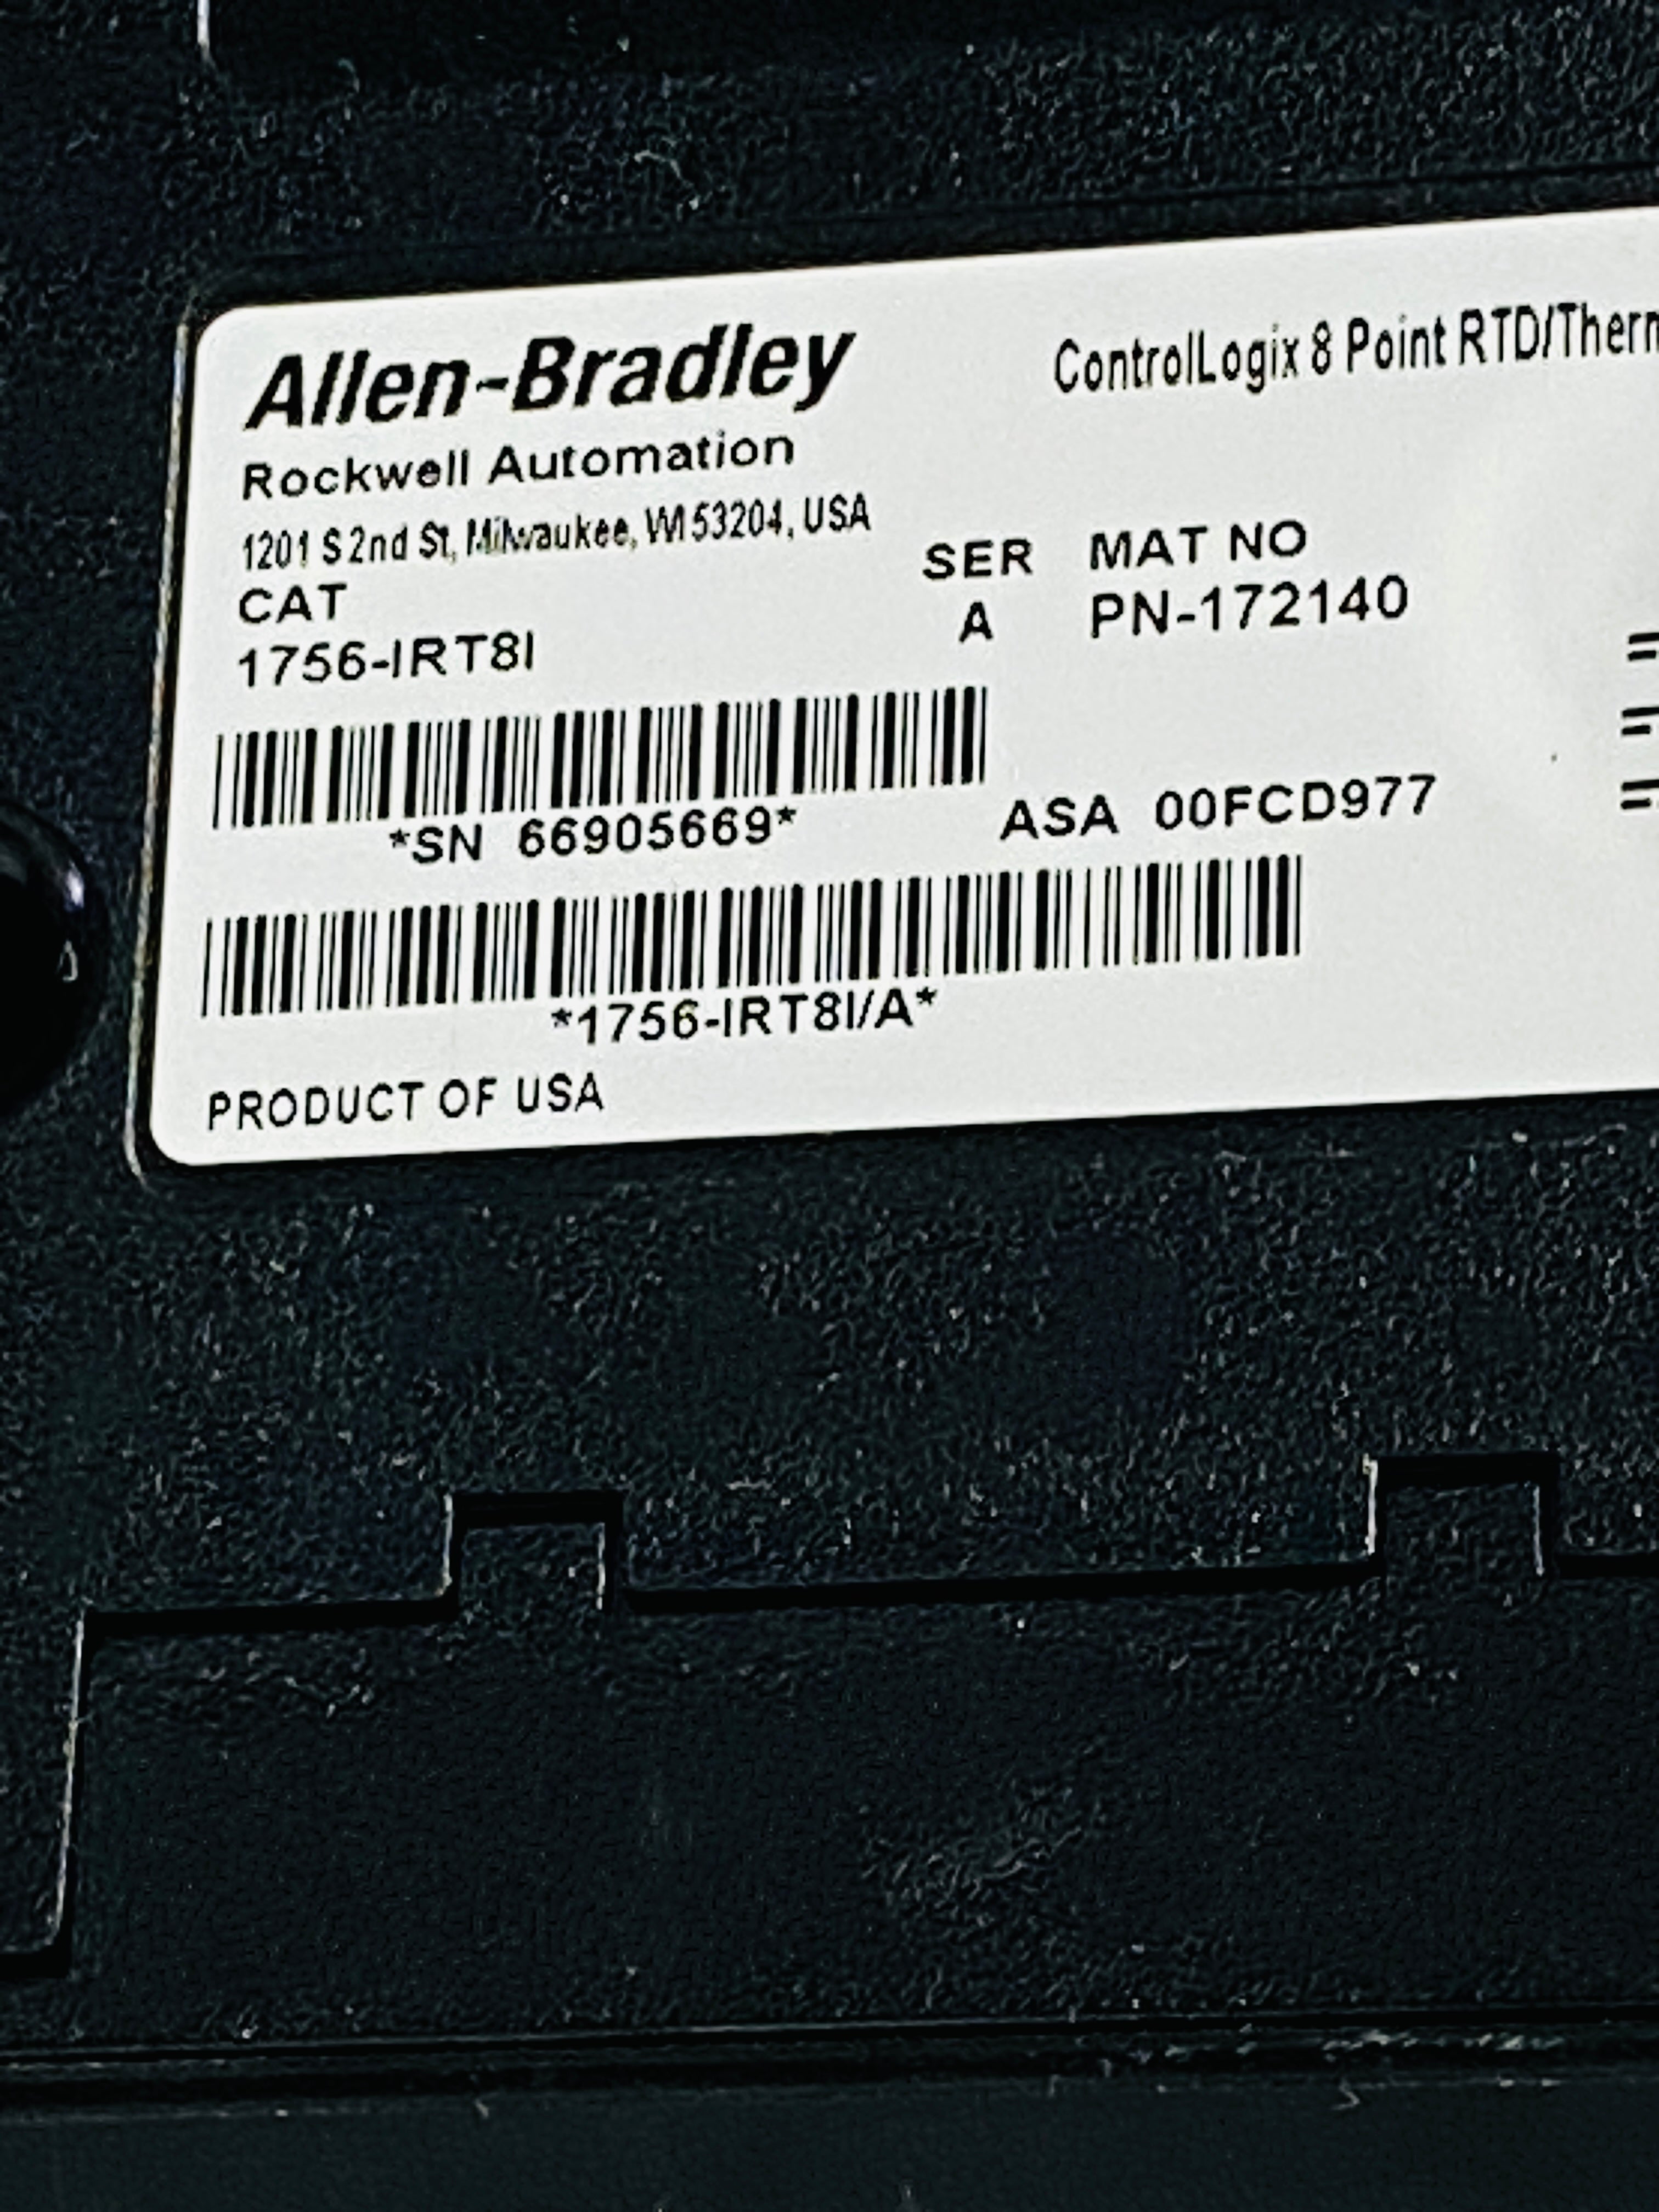 Allen-Bradley
Rockwell Automation
1201 S 2nd St, Milwaukee, WI 53204, USA
ControlLogix 8 Point RTD/Therm
CAT
1756-IRT8I
SER
A
MAT NO
PN-172140
*SN 66905669*
ASA 00FCD977
*1756-IRT8I/A*
PRODUCT OF USA